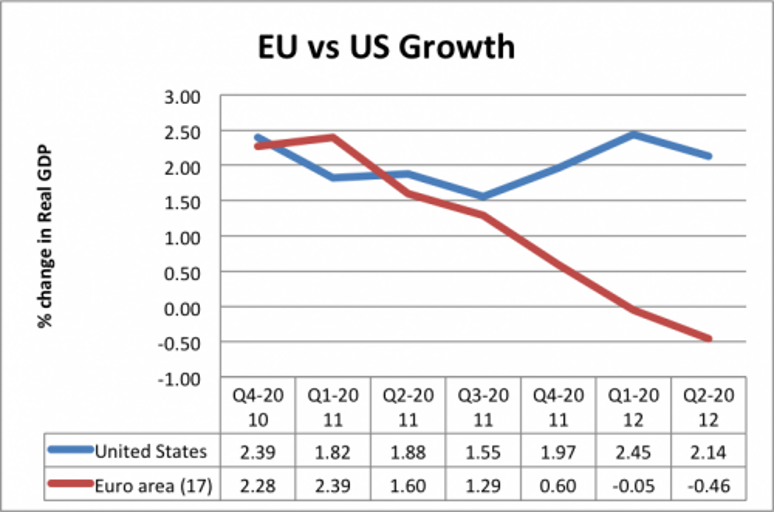 EU vs US Growth
% change in Real GDP
3.00
2.50
2.00
1.50
1.00
0.50
0.00
-0.50
-1.00
Q4-20 Q1-20 Q2-20 Q3-20 Q4-20 Q1-20 Q2-20
10 11 11 11 11 12 12
United States 2.39 1.82 1.88 1.55 1.97 2.45 2.14
Euro area (17) 2.28 2.39 1.60 1.29 0.60 -0.05 -0.46